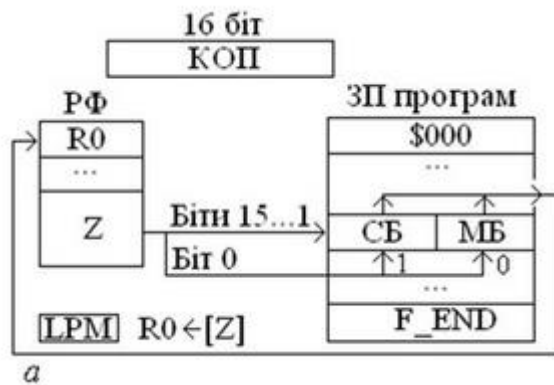 16 біт
КОП
РФ
ЗП програм
R0
$000
...
...
Z
Біти 15...1
СБ
МБ
Біт 0
1
0
...
LPM
R0←[Z]
F_END
a